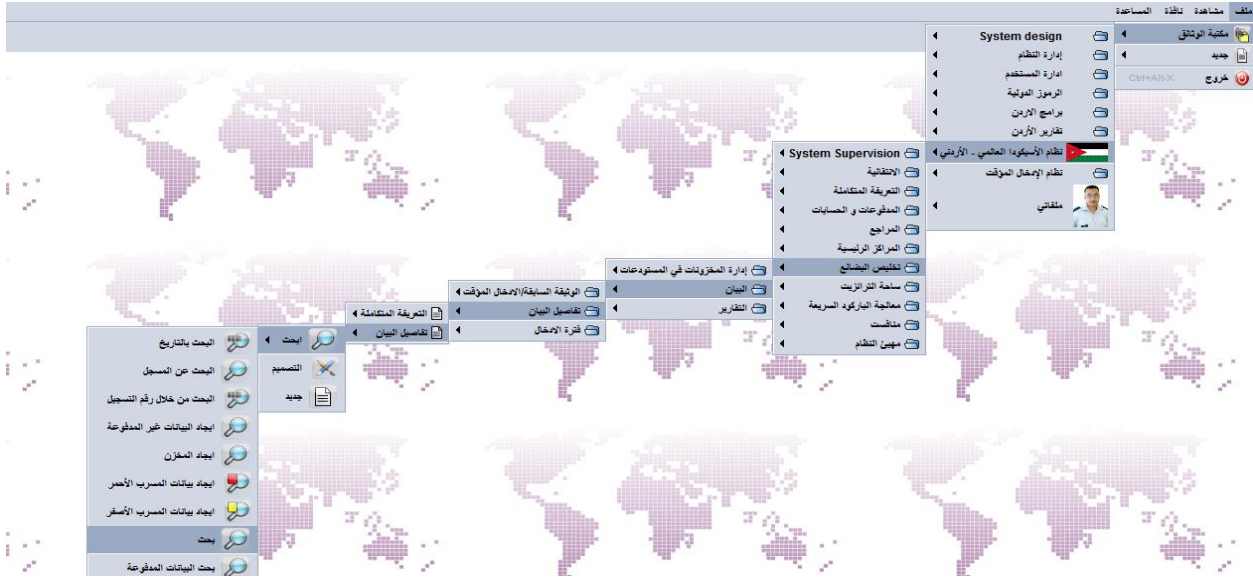 ملف
مشاهدة
نافذة
المساعدة
مكتبة الوثائق
جديد
خروج
Ctrl+Alt-X
System design
إدارة النظام
ادارة المستخدم
الرموز الدولية
برامج الاردن
تقارير الأردن
نظام الأسيكودا العالمي - الأردني
نظام الإدخال المؤقت
ملفاتي
System Supervision
الانتقائية
التعريفة المتكاملة
المدفوعات و الحسابات
المراجع
المراكز الرئيسية
تخليص البضائع
ساحة الترانزيت
معالجة الباركود السريعة
منافست
مهيئ النظام
إدارة المخزونات في المستودعات
البيان
التقارير
الوثيقة السابقة/الادخال المؤقت
تفاصيل البيان
فترة الادخال
التعريفة المتكاملة
تفاصيل البيان
ابحث
التصميم
جديد
البحث بالتاريخ
البحث عن المسجل
البحث من خلال رقم التسجيل
ايجاد البيانات غير المدفوعة
ايجاد المخزن
ايجاد بيانات المسرب الأحمر
ايجاد بيانات المسرب الأصفر
بحث
بحث البيانات المدفوعة